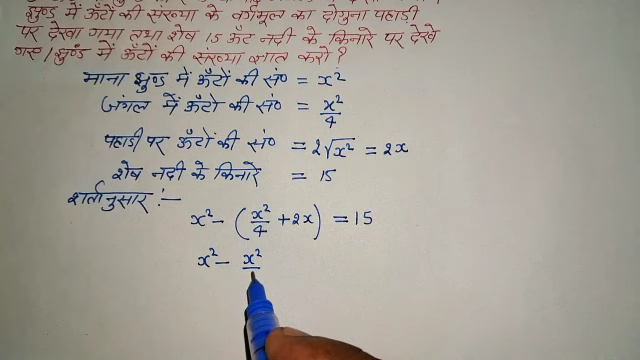 झुण्ड में ऊँटों की संख्या के वर्गमूल का दोगुना पहाडी
पर देखा गया तथा शेष 15 ऊँट नदी के किनारे पर देखे
गए। झुण्ड में ऊँटों की संख्या ज्ञात करो?
माना झुण्ड में ऊँटों की सं० = x²
जंगल में ऊँटो की सं० = x²/4
पहाडी पर ऊँटों की सं० = 2√x² = 2x
शेष नदी के किनारे = 15
शर्तानुसार :-
x² - (x²/4 + 2x) = 15
x² - x²